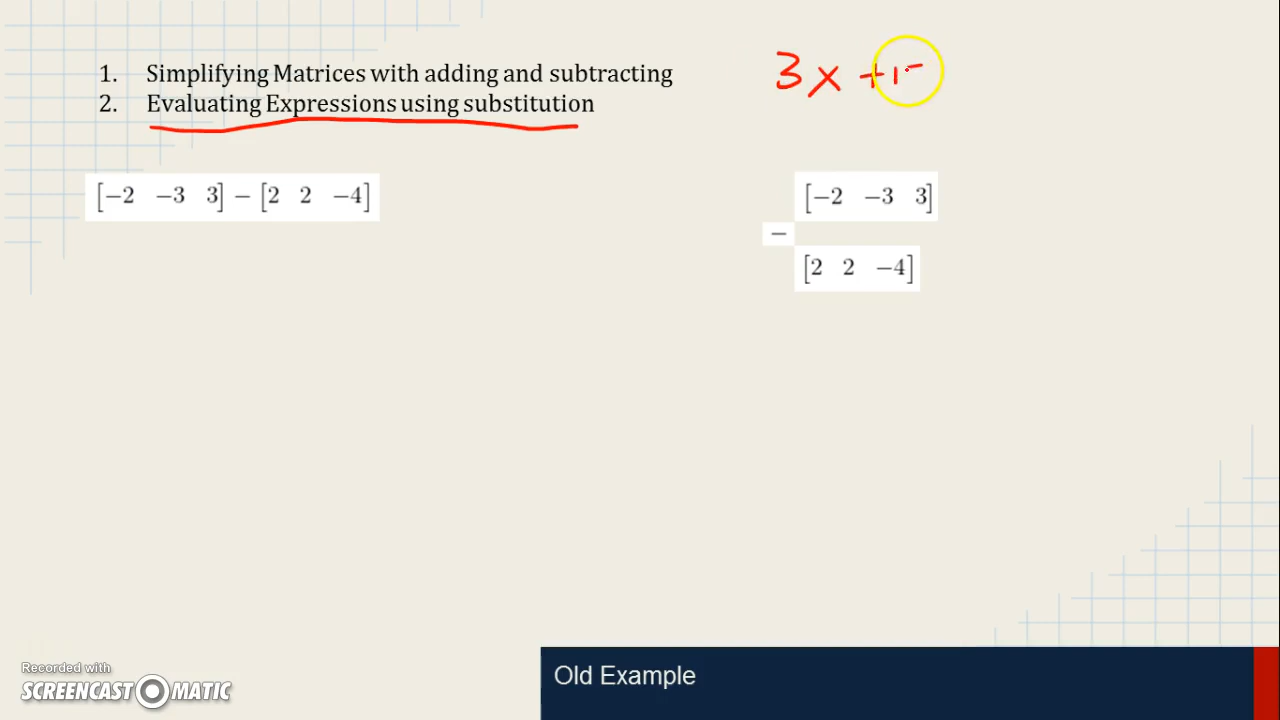 1. Simplifying Matrices with adding and subtracting
2. Evaluating Expressions using substitution
3x +
[−2 −3 3] − [2 2 −4]
[−2 −3 3]
−
[2 2 −4]
Old Example
Recorded with
SCREENCAST O MATIC